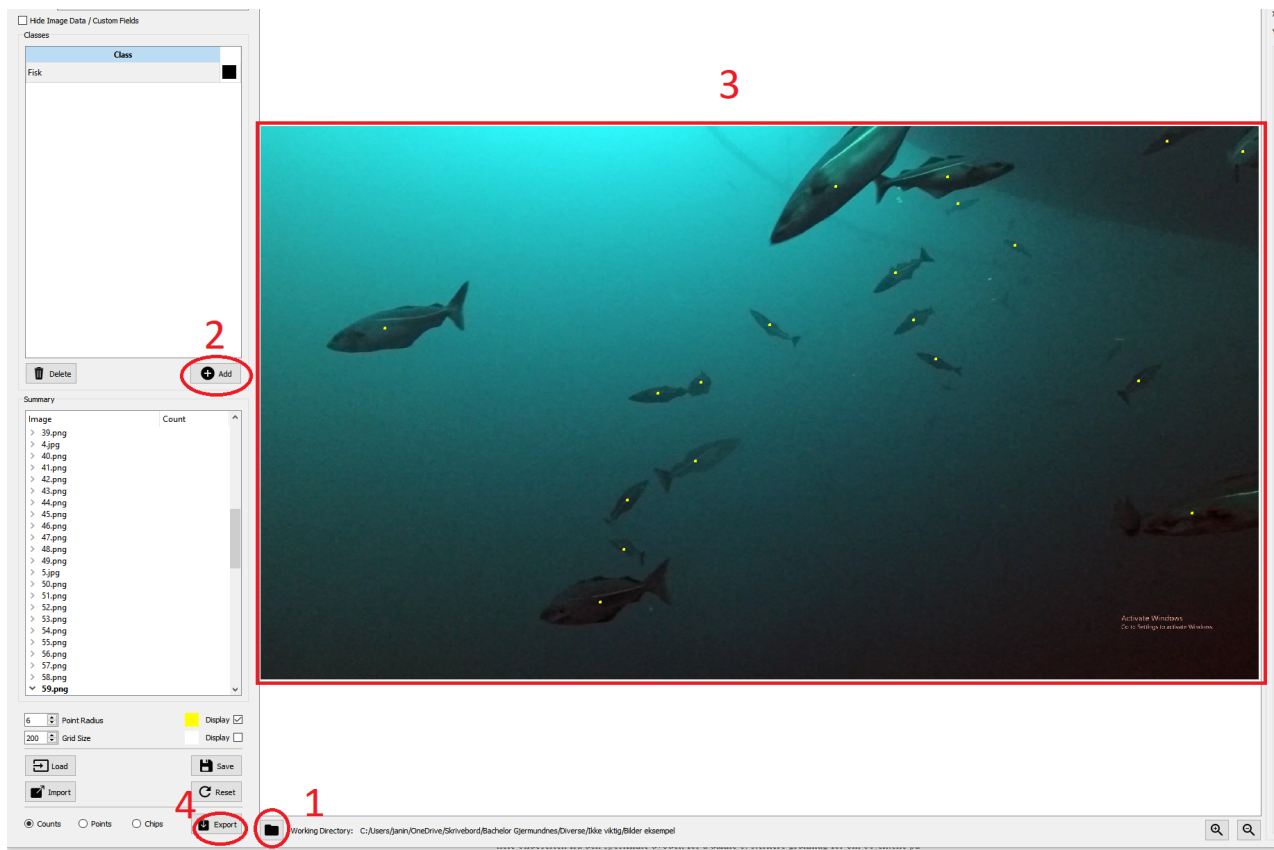 Hide Image Data / Custom Fields
Classes
Class
Fisk
2
Delete
Add
Summary
Image Count
39.png
4.jpg
40.png
41.png
42.png
43.png
44.png
45.png
46.png
47.png
48.png
49.png
5.jpg
50.png
51.png
52.png
53.png
54.png
55.png
56.png
57.png
58.png
59.png
6 Point Radius Display
200 Grid Size Display
Load Save
Import Reset
4
Counts Points Chips Export
3
Activate Windows
Go to Settings to activate Windows.
1
Working Directory: C:/Users/janin/OneDrive/Skrivebord/Bachelor Gjermundnes/Diverse/Ikke viktig/Bilder eksempel